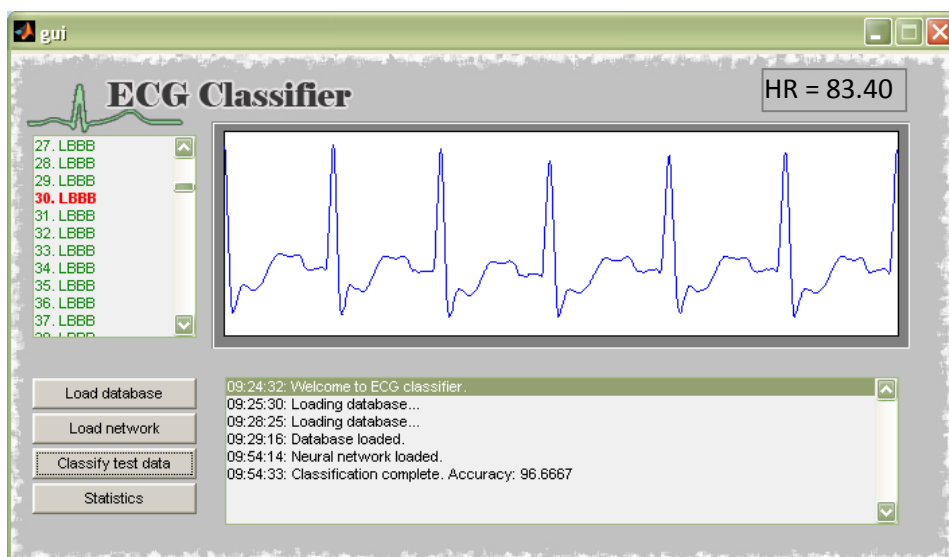 gui
ECG Classifier
HR = 83.40
27. LBBB
28. LBBB
29. LBBB
30. LBBB
31. LBBB
32. LBBB
33. LBBB
34. LBBB
35. LBBB
36. LBBB
37. LBBB
Load database
Load network
Classify test data
Statistics
09:24:32: Welcome to ECG classifier.
09:25:30: Loading database...
09:28:25: Loading database...
09:29:16: Database loaded.
09:54:14: Neural network loaded.
09:54:33: Classification complete. Accuracy: 96.6667